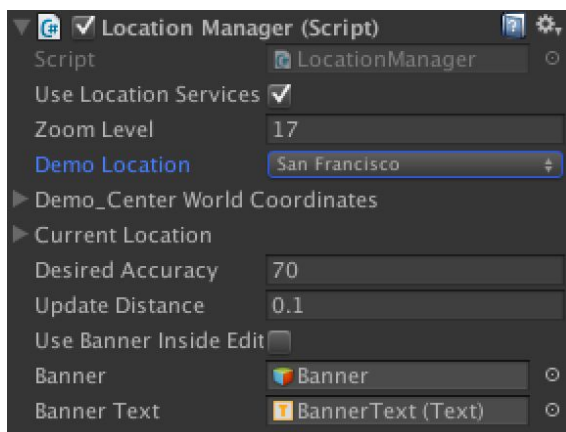 Location Manager (Script)
Script LocationManager
Use Location Services
Zoom Level 17
Demo Location San Francisco
Demo_Center World Coordinates
Current Location
Desired Accuracy 70
Update Distance 0.1
Use Banner Inside Edit
Banner Banner
Banner Text BannerText (Text)